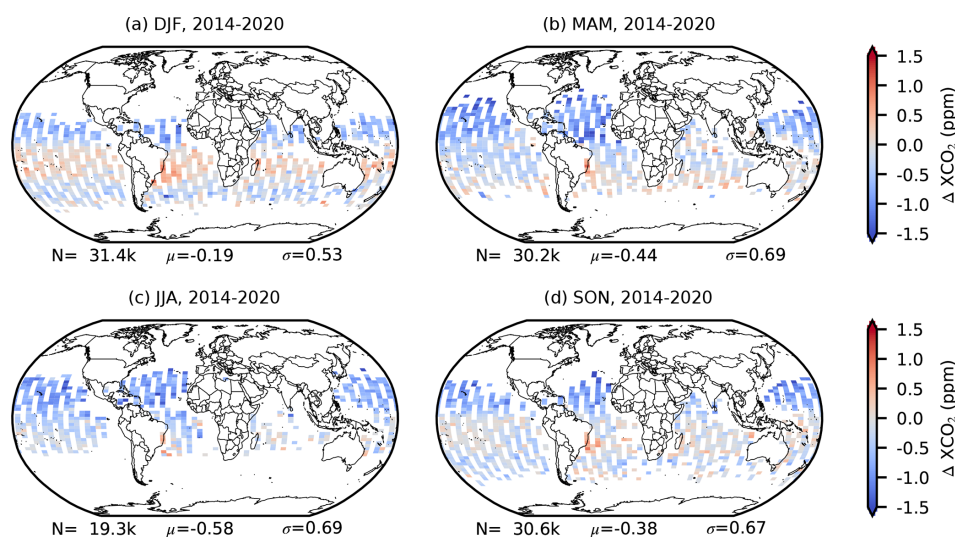 (a) DJF, 2014-2020
(b) MAM, 2014-2020
1.5
1.0
0.5
0.0
-0.5
-1.0
-1.5
Δ XCO₂ (ppm)
N= 31.4k μ=-0.19 σ=0.53
N= 30.2k μ=-0.44 σ=0.69
(c) JJA, 2014-2020
(d) SON, 2014-2020
1.5
1.0
0.5
0.0
-0.5
-1.0
-1.5
Δ XCO₂ (ppm)
N= 19.3k μ=-0.58 σ=0.69
N= 30.6k μ=-0.38 σ=0.67